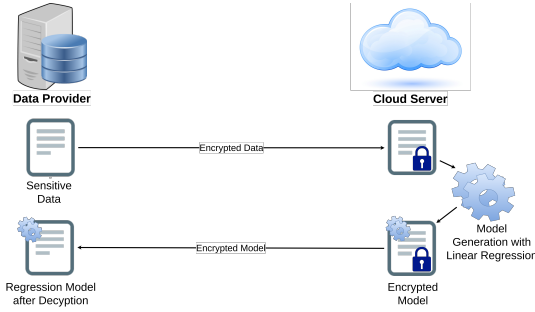 Data Provider
Cloud Server
Encrypted Data
Sensitive
Data
Model
Generation with
Linear Regression
Encrypted Model
Regression Model
after Decyption
Encrypted
Model